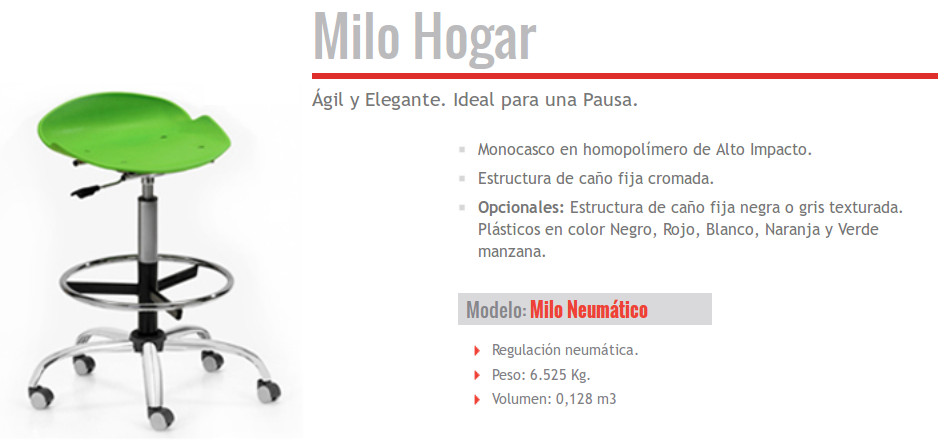 Milo Hogar
Ágil y Elegante. Ideal para una Pausa.
Monocasco en homopolímero de Alto Impacto.
Estructura de caño fija cromada.
Opcionales: Estructura de caño fija negra o gris texturada.
Plásticos en color Negro, Rojo, Blanco, Naranja y Verde
manzana.
Modelo: Milo Neumático
Regulación neumática.
Peso: 6.525 Kg.
Volumen: 0,128 m3